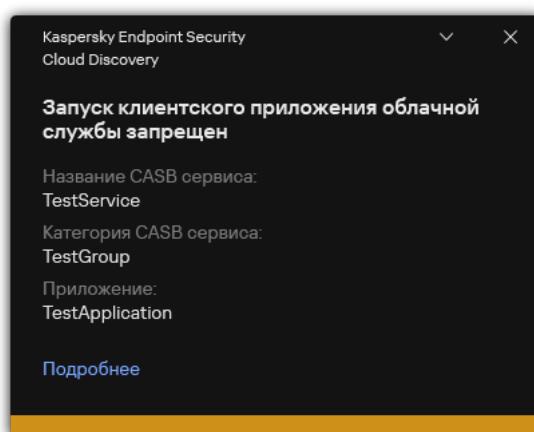 Kaspersky Endpoint Security
Cloud Discovery
Запуск клиентского приложения облачной
службы запрещен
Название CASB сервиса:
TestService
Категория CASB сервиса:
TestGroup
Приложение:
TestApplication
Подробнее